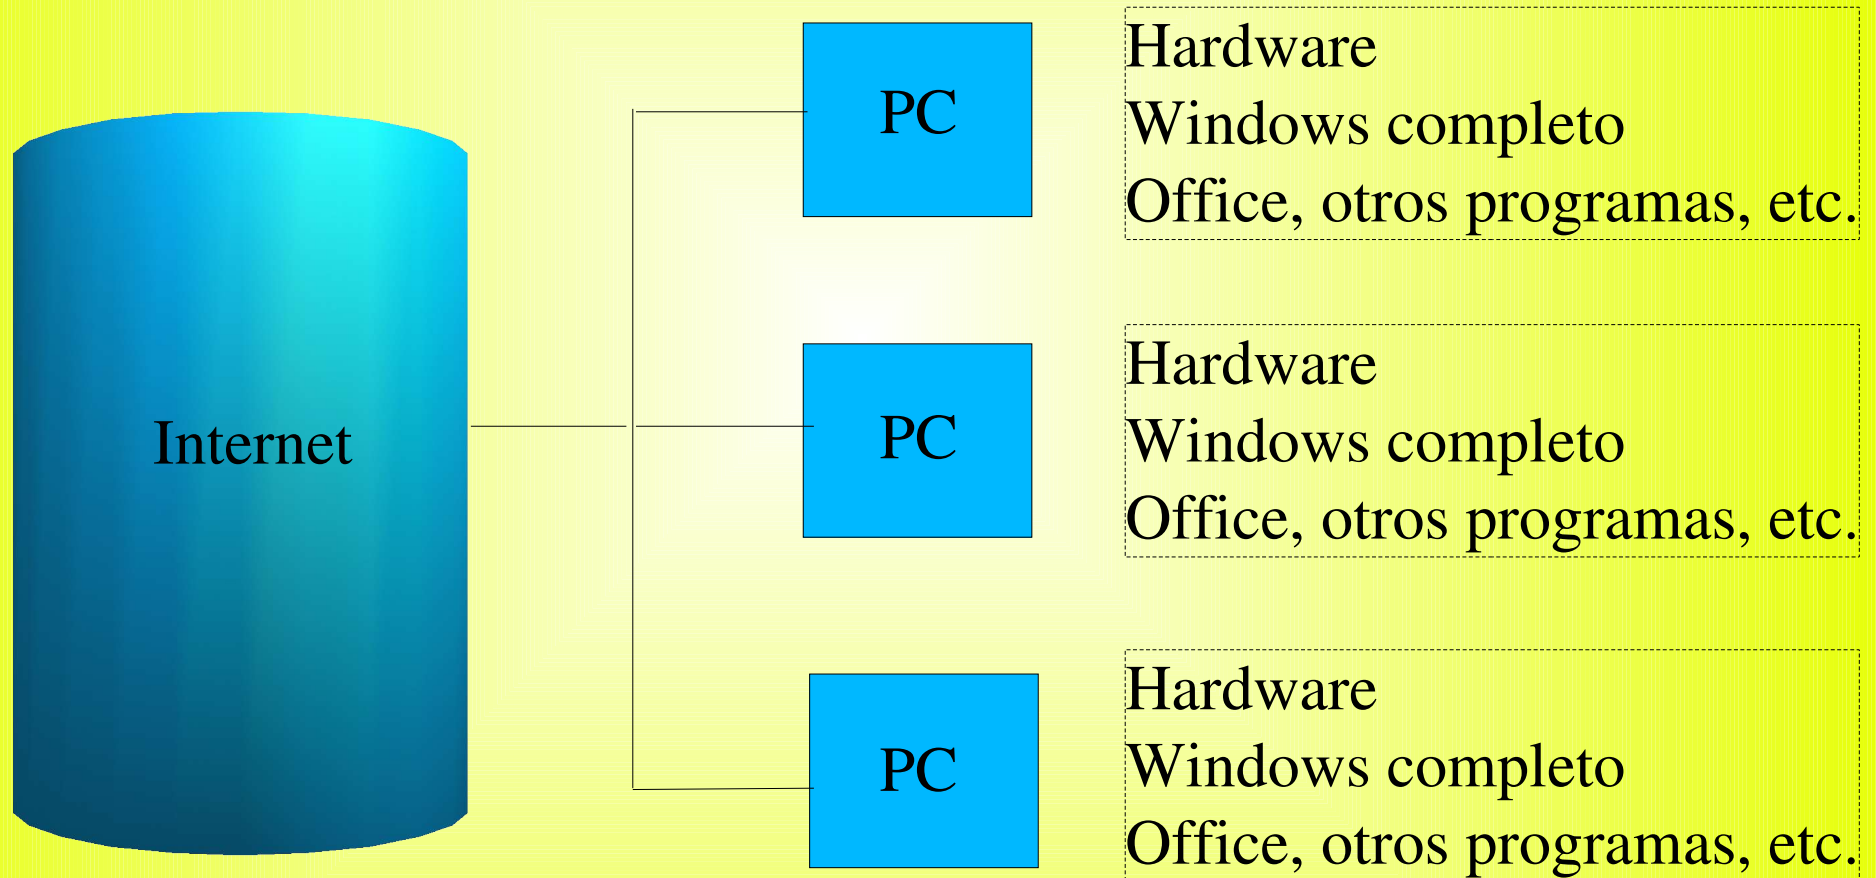 Internet
PC
Hardware
Windows completo
Office, otros programas, etc.
PC
Hardware
Windows completo
Office, otros programas, etc.
PC
Hardware
Windows completo
Office, otros programas, etc.